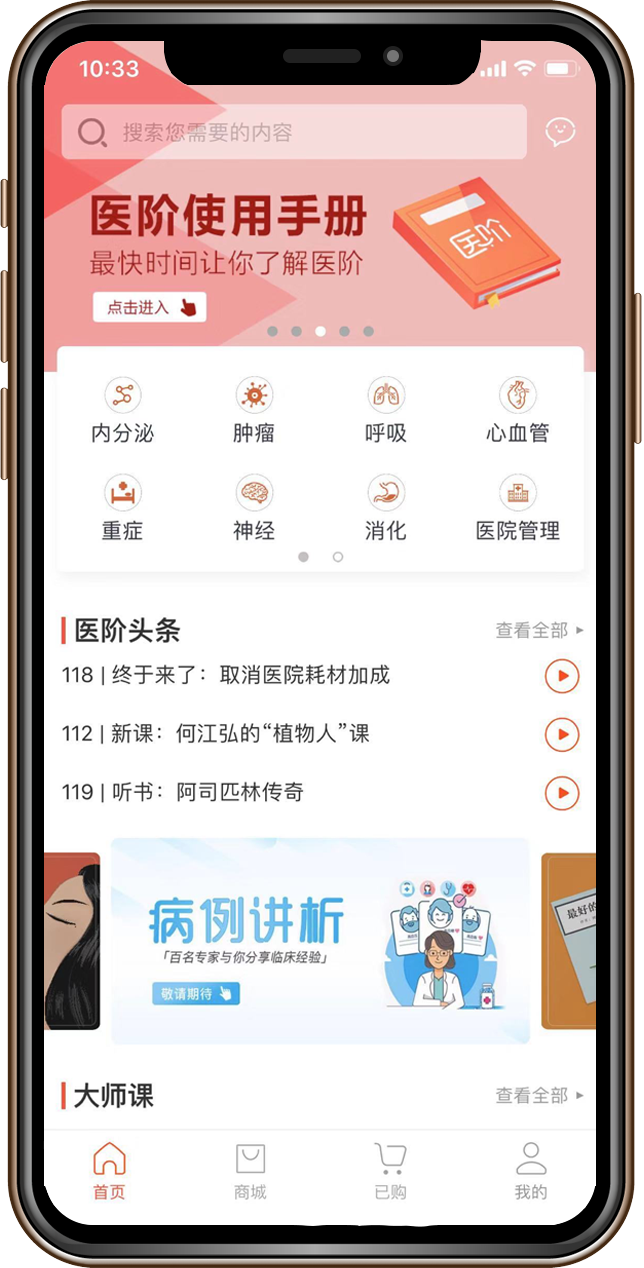 10:33
搜索您需要的内容
医阶使用手册
最快时间让你了解医阶
医阶
点击进入
内分泌
肿瘤
呼吸
心血管
重症
神经
消化
医院管理
医阶头条
查看全部
118 | 终于来了：取消医院耗材加成
112 | 新课：何江弘的“植物人”课
119 | 听书：阿司匹林传奇
病例讲析
「百名专家与你分享临床经验」
敬请期待
最好的
大师课
查看全部
首页
商城
已购
我的